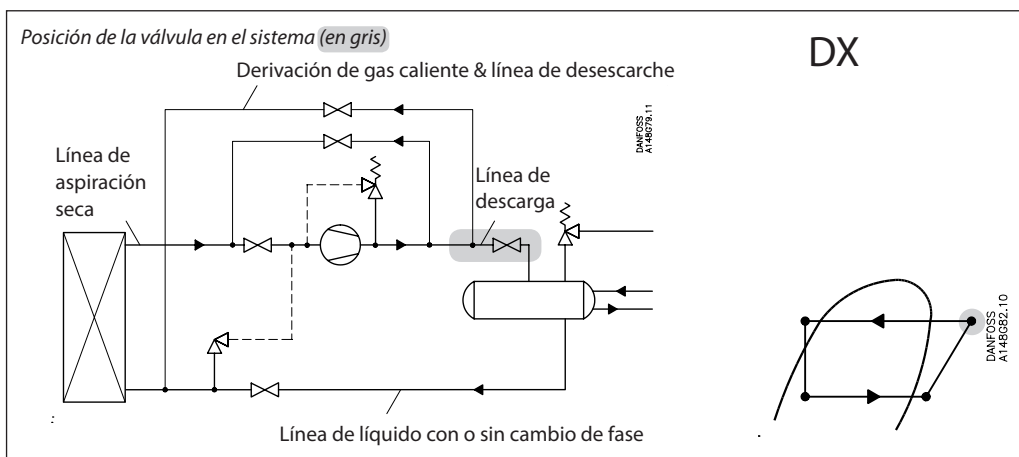 Posición de la válvula en el sistema (en gris)
DX
Derivación de gas caliente & línea de desescarche
DANFOSS
A148G79.11
Línea de
aspiración
seca
Línea de
descarga
DANFOSS
A148G82.10
Línea de líquido con o sin cambio de fase